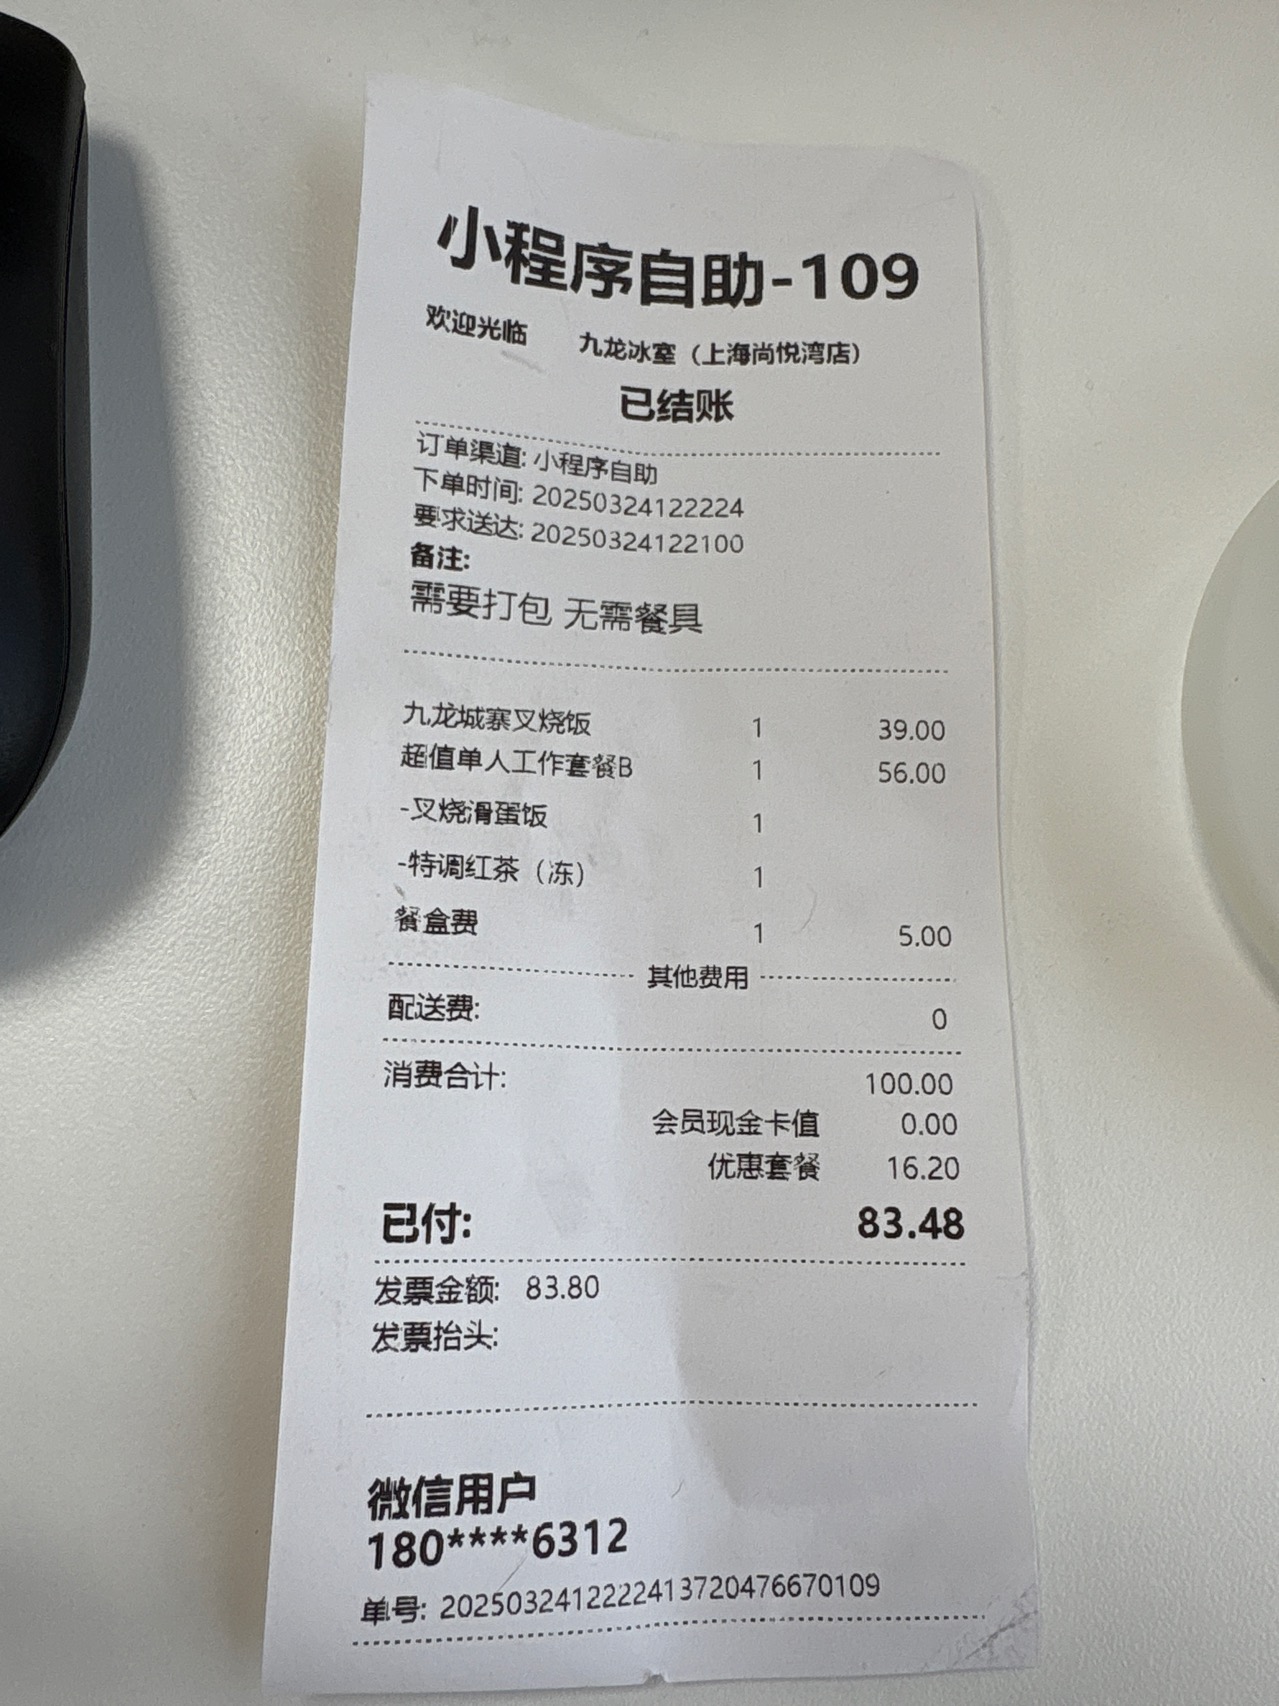 小程序自助-109
欢迎光临 九龙冰室（上海尚悦湾店）
已结账
订单渠道: 小程序自助
下单时间: 20250324122224
要求送达: 20250324122100
备注:
需要打包 无需餐具
九龙城寨叉烧饭 1 39.00
超值单人工作套餐B 1 56.00
-叉烧滑蛋饭 1
-特调红茶（冻） 1
餐盒费 1 5.00
其他费用
配送费: 0
消费合计: 100.00
会员现金卡值 0.00
优惠套餐 16.20
已付: 83.48
发票金额: 83.80
发票抬头:
微信用户
180****6312
单号: 2025032412222413720476670109